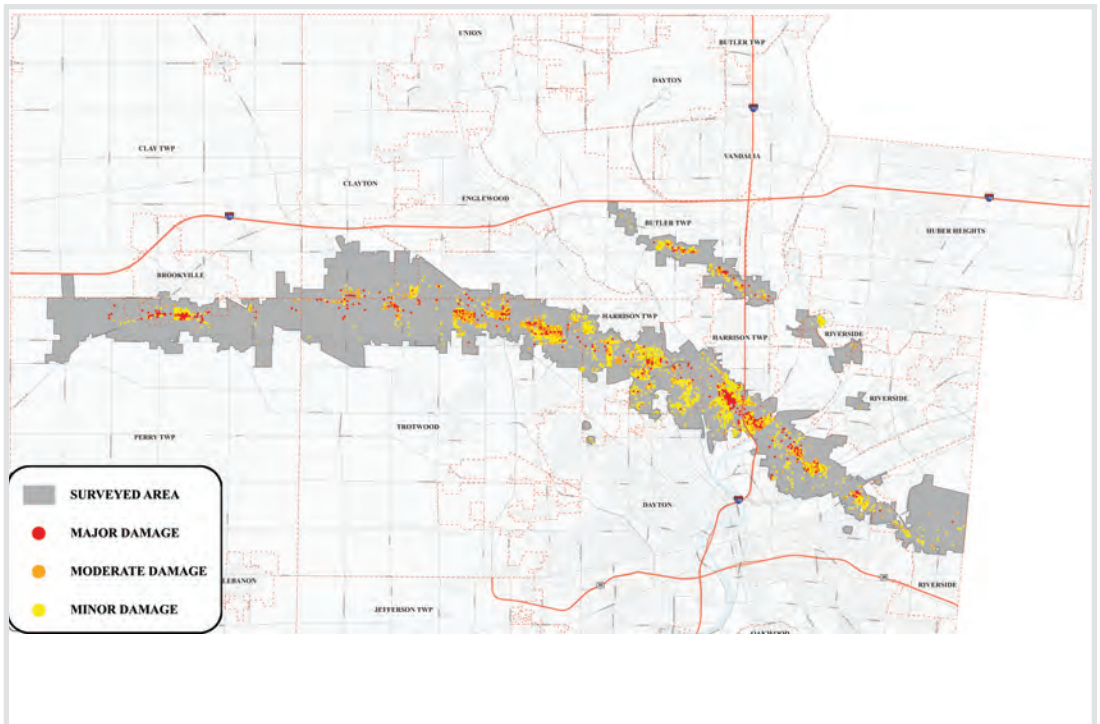 UNION
BUTLER TWP
DAYTON
CLAY TWP
VANDALIA
CLAYTON
ENGLEWOOD
BUTLER TWP
HUBER HEIGHTS
BROOKVILLE
HARRISON TWP
RIVERSIDE
HARRISON TWP
RIVERSIDE
TROTWOOD
PERRY TWP
DAYTON
SURVEYED AREA
MAJOR DAMAGE
MODERATE DAMAGE
MINOR DAMAGE
LEBANON
RIVERSIDE
JEFFERSON TWP
OAKWOOD